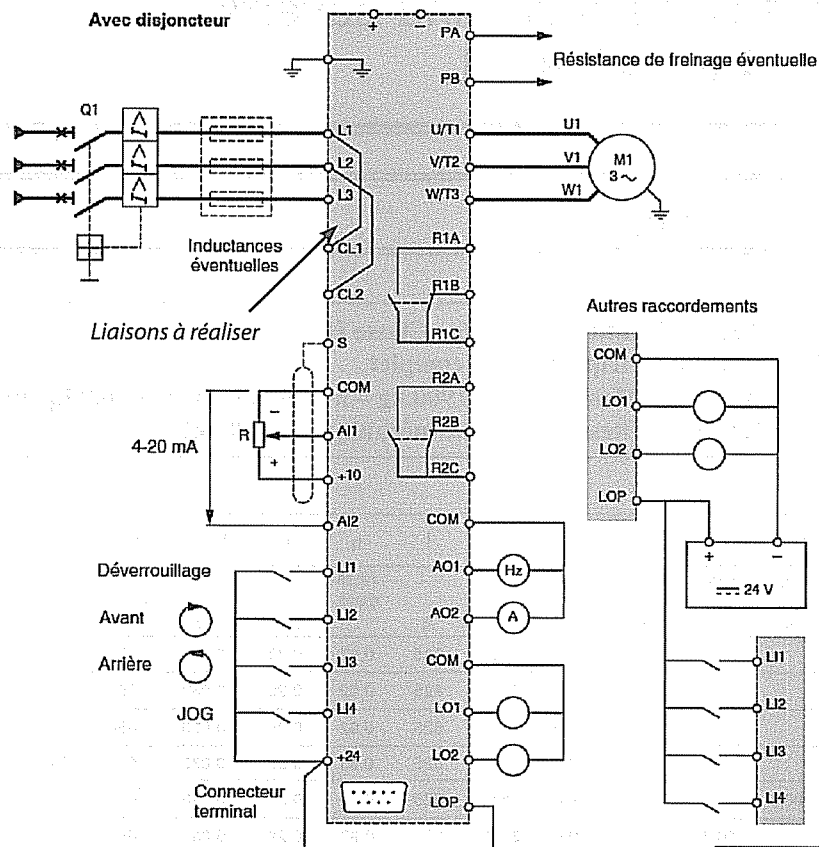 Avec disjoncteur
+
−
PA
PB
Résistance de freinage éventuelle
Q1
L1
L2
L3
CL1
CL2
U/T1
V/T2
W/T3
U1
V1
W1
M1
3 ~
Inductances
éventuelles
Liaisons à réaliser
R1A
R1B
R1C
R2A
R2B
R2C
S
COM
AI1
+10
AI2
4-20 mA
R
−
+
COM
AO1
AO2
Hz
A
COM
LO1
LO2
LOP
Déverrouillage
Avant
Arrière
JOG
LI1
LI2
LI3
LI4
+24
Connecteur
terminal
Autres raccordements
COM
LO1
LO2
LOP
+
−
24 V
LI1
LI2
LI3
LI4